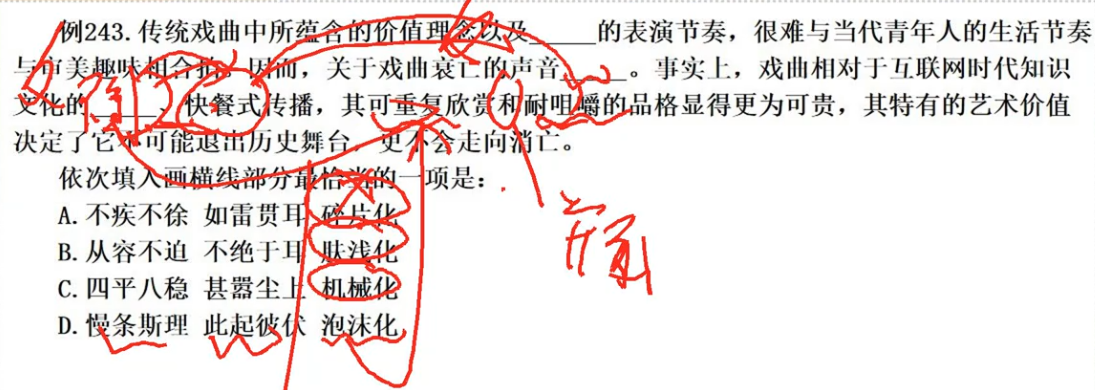 例243.传统戏曲中所蕴含的价值理念以及_____的表演节奏，很难与当代青年人的生活节奏
与审美趣味相合拍。因而，关于戏曲衰亡的声音_____。事实上，戏曲相对于互联网时代知识
文化的_____、快餐式传播，其可重复欣赏和耐咀嚼的品格显得更为可贵，其特有的艺术价值
决定了它不可能退出历史舞台，更不会走向消亡。
依次填入画横线部分最恰当的一项是：
A.不疾不徐 如雷贯耳 碎片化
B.从容不迫 不绝于耳 肤浅化
C.四平八稳 甚嚣尘上 机械化
D.慢条斯理 此起彼伏 泡沫化